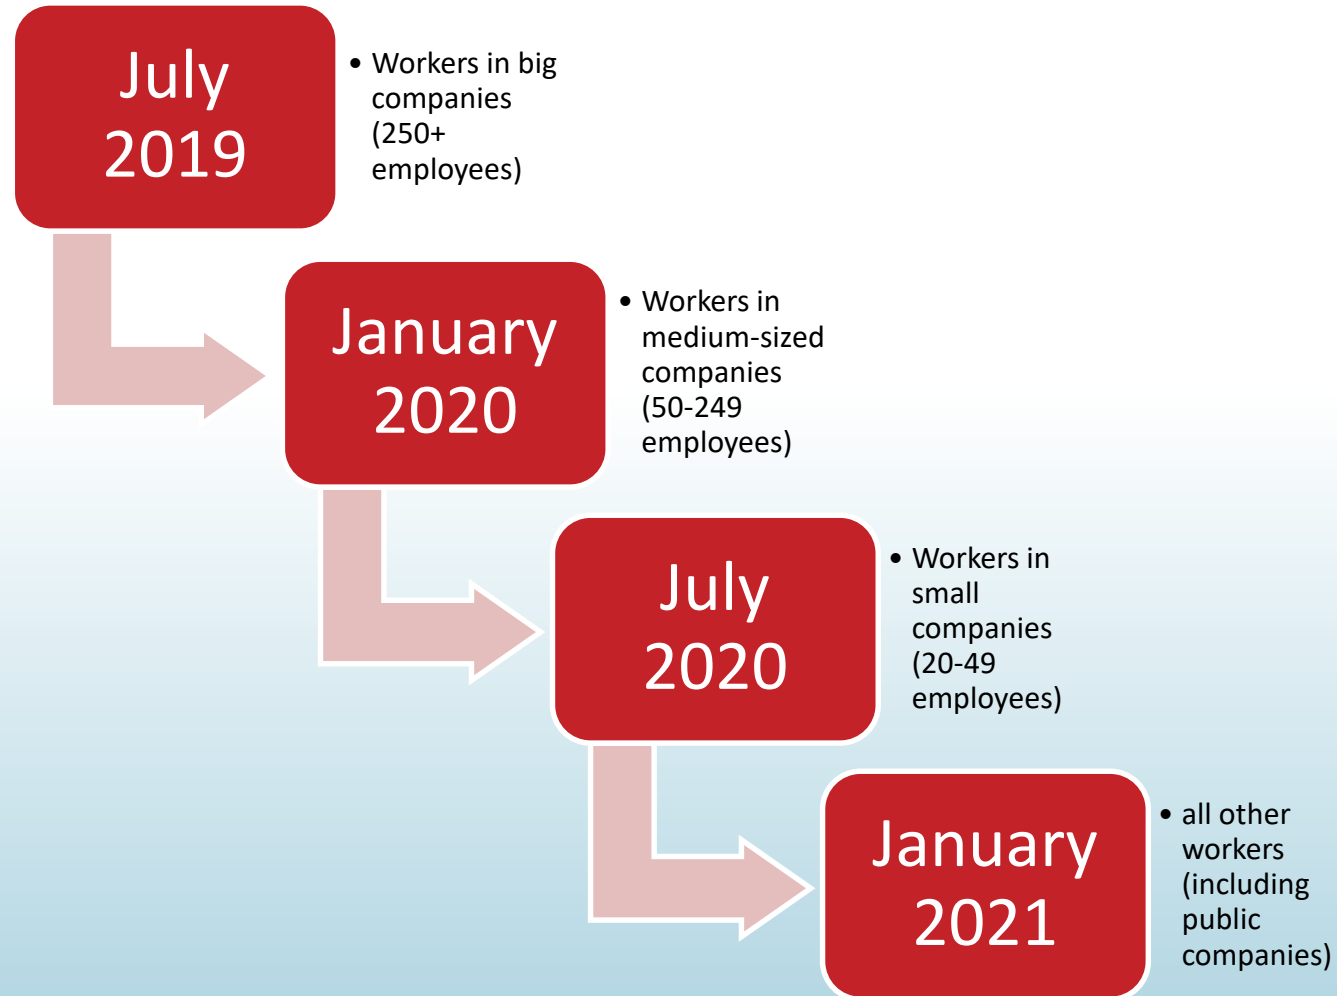 July
2019
• Workers in big
companies
(250+
employees)
January
2020
• Workers in
medium-sized
companies
(50-249
employees)
July
2020
• Workers in
small
companies
(20-49
employees)
January
2021
• all other
workers
(including
public
companies)